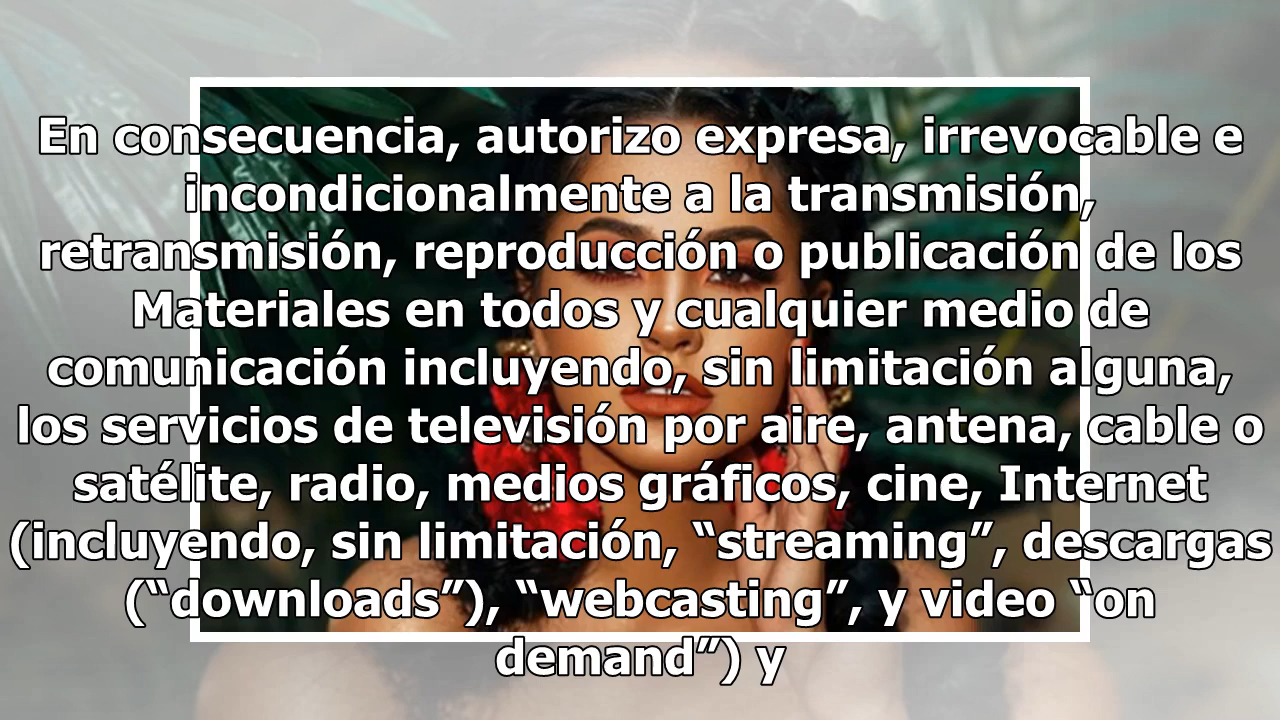 En consecuencia, autorizo expresa, irrevocable e
incondicionalmente a la transmisión,
retransmisión, reproducción o publicación de los
Materiales en todos y cualquier medio de
comunicación incluyendo, sin limitación alguna,
los servicios de televisión por aire, antena, cable o
satélite, radio, medios gráficos, cine, Internet
(incluyendo, sin limitación, “streaming”, descargas
(“downloads”), “webcasting”, y video “on
demand”) y